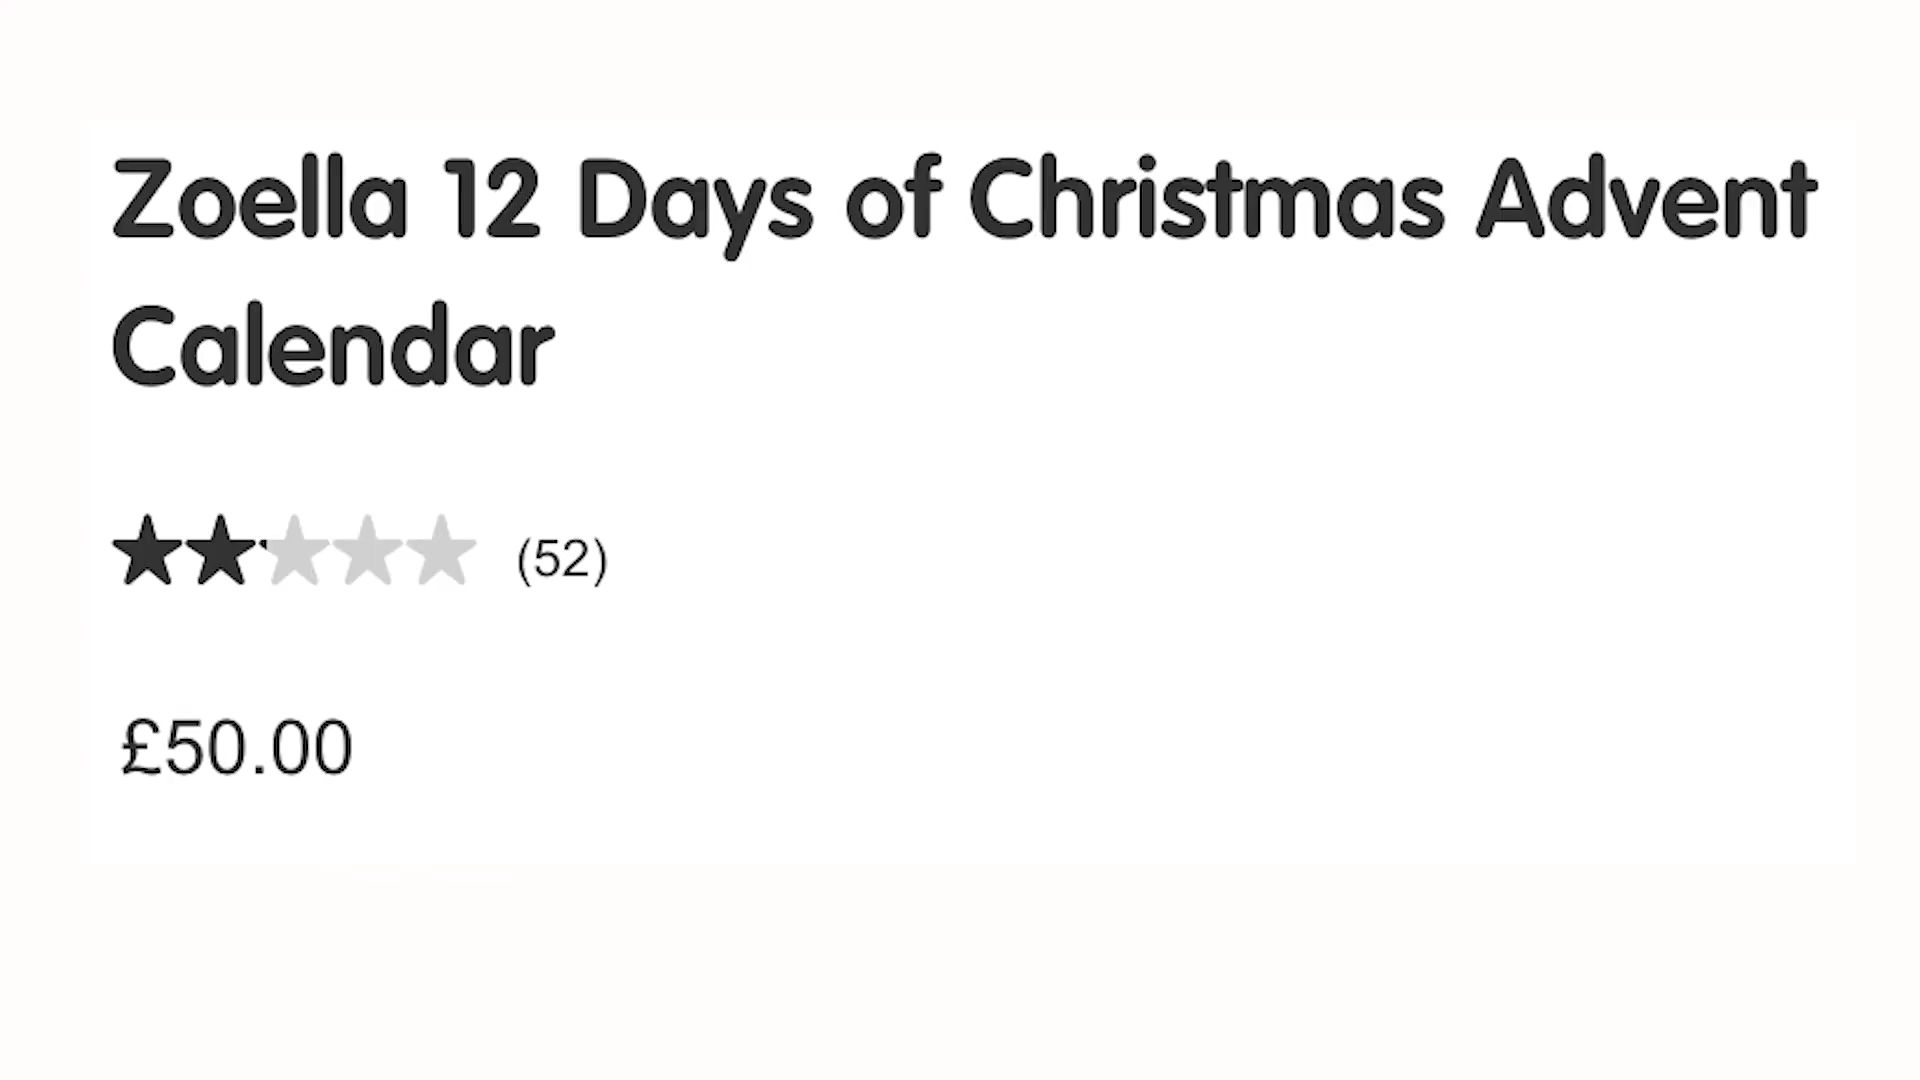 Zoella 12 Days of Christmas Advent
Calendar
(52)
£50.00